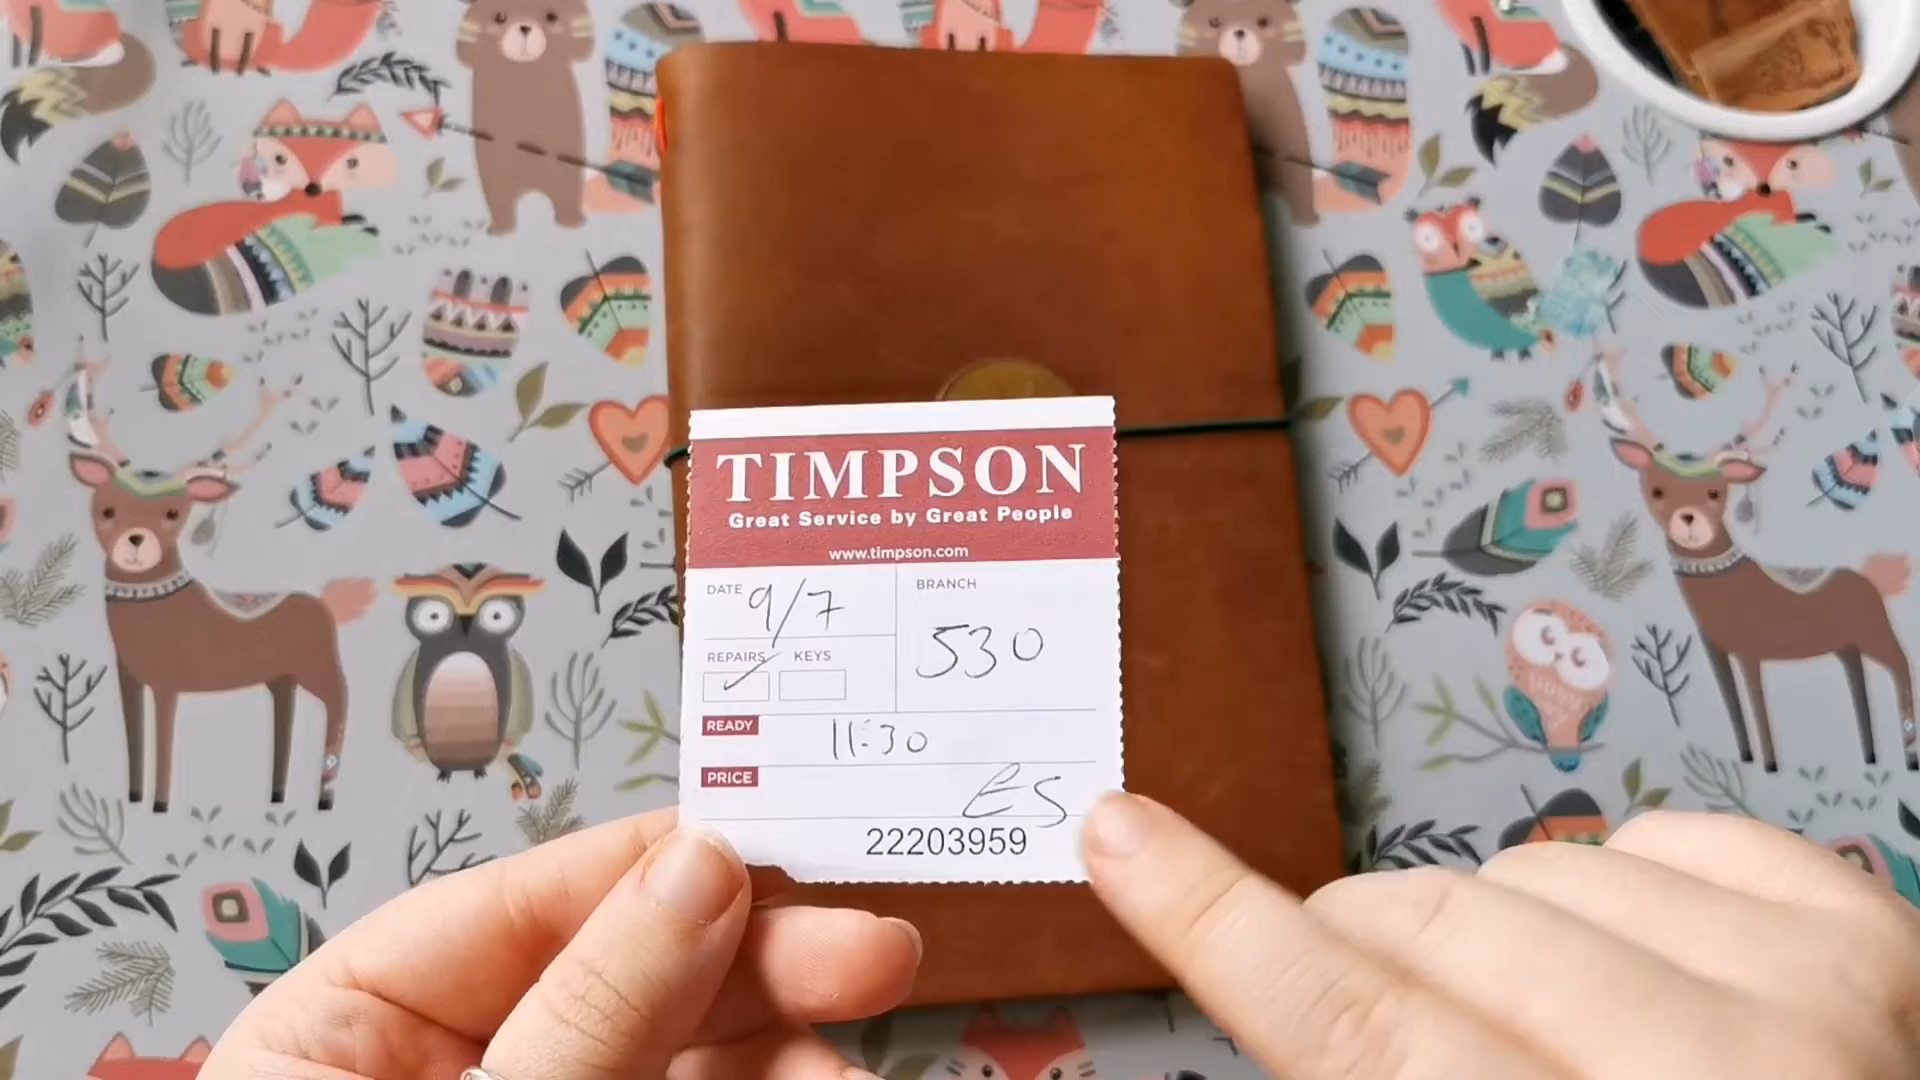 TIMPSON
Great Service by Great People
www.timpson.com
DATE 9/7
BRANCH
530
REPAIRS KEYS
READY 11:30
PRICE £5
22203959